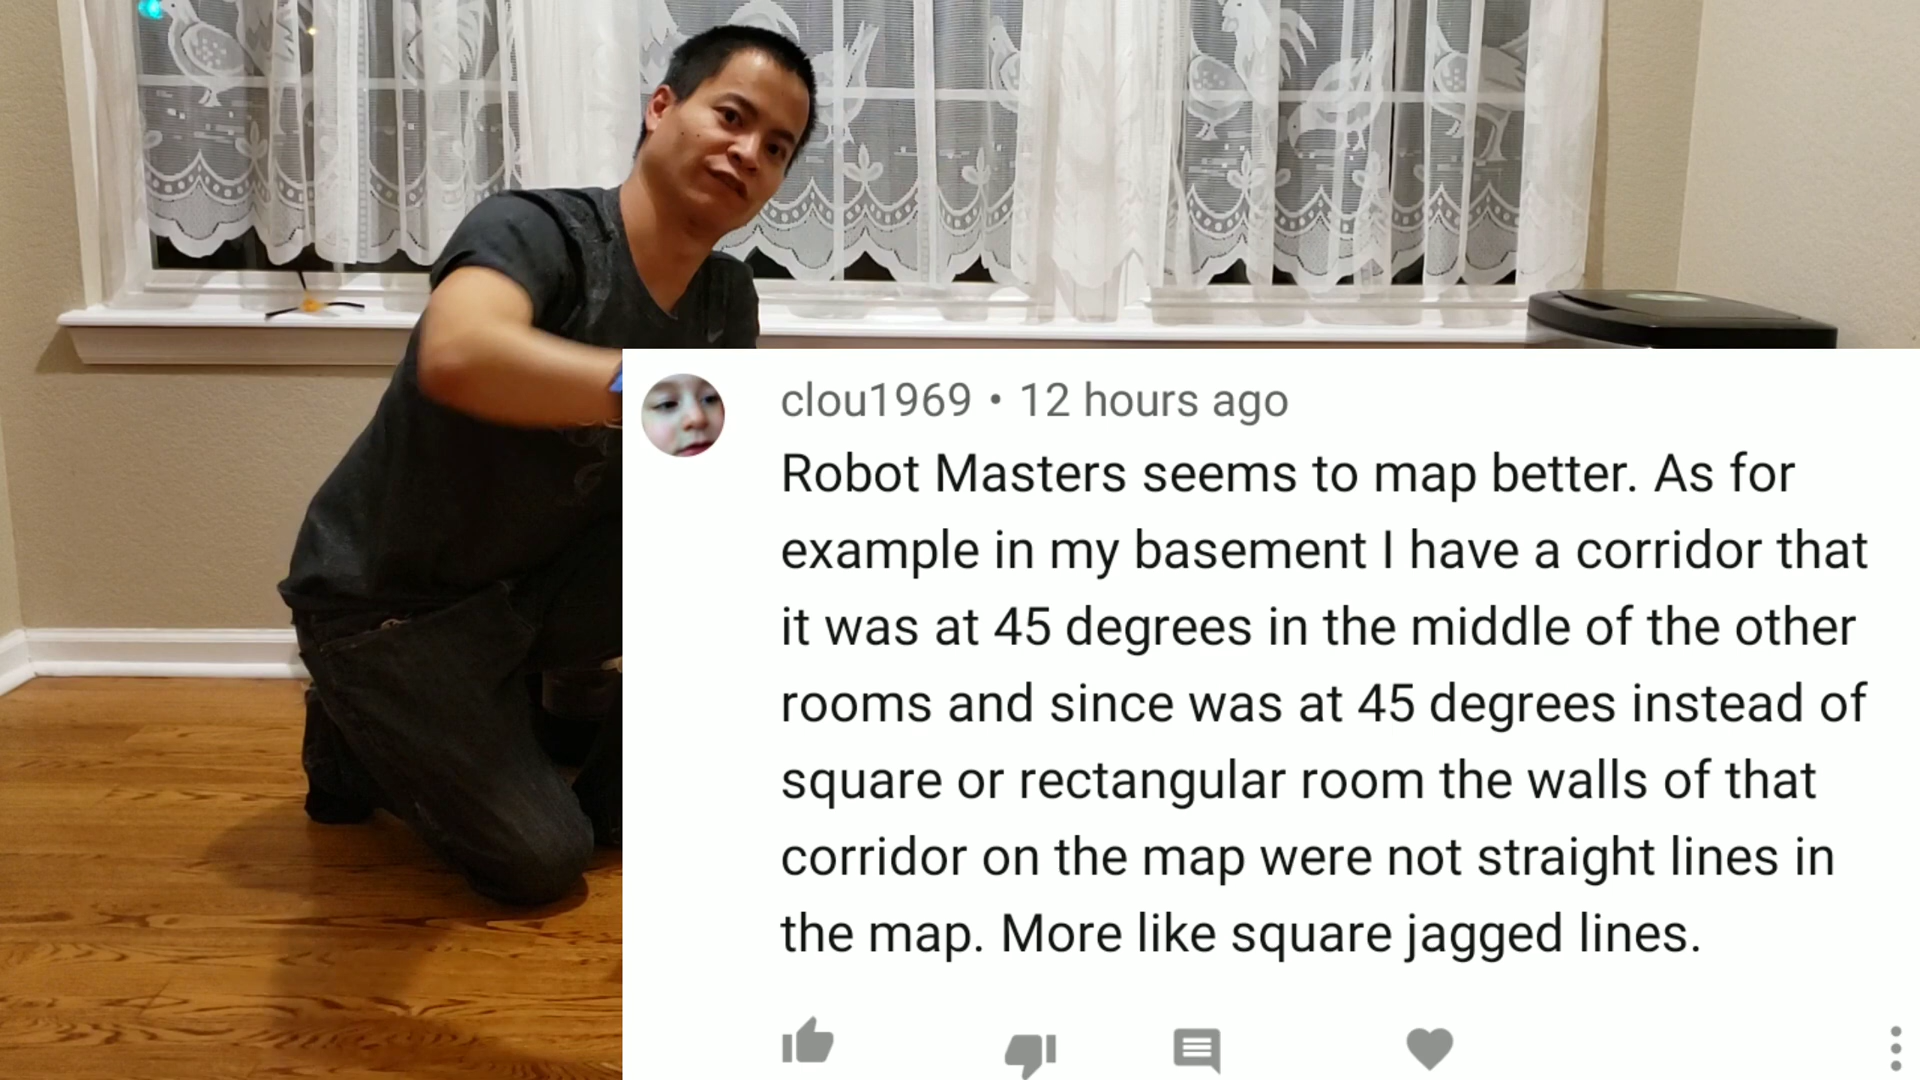 clou1969 • 12 hours ago
Robot Masters seems to map better. As for
example in my basement I have a corridor that
it was at 45 degrees in the middle of the other
rooms and since was at 45 degrees instead of
square or rectangular room the walls of that
corridor on the map were not straight lines in
the map. More like square jagged lines.